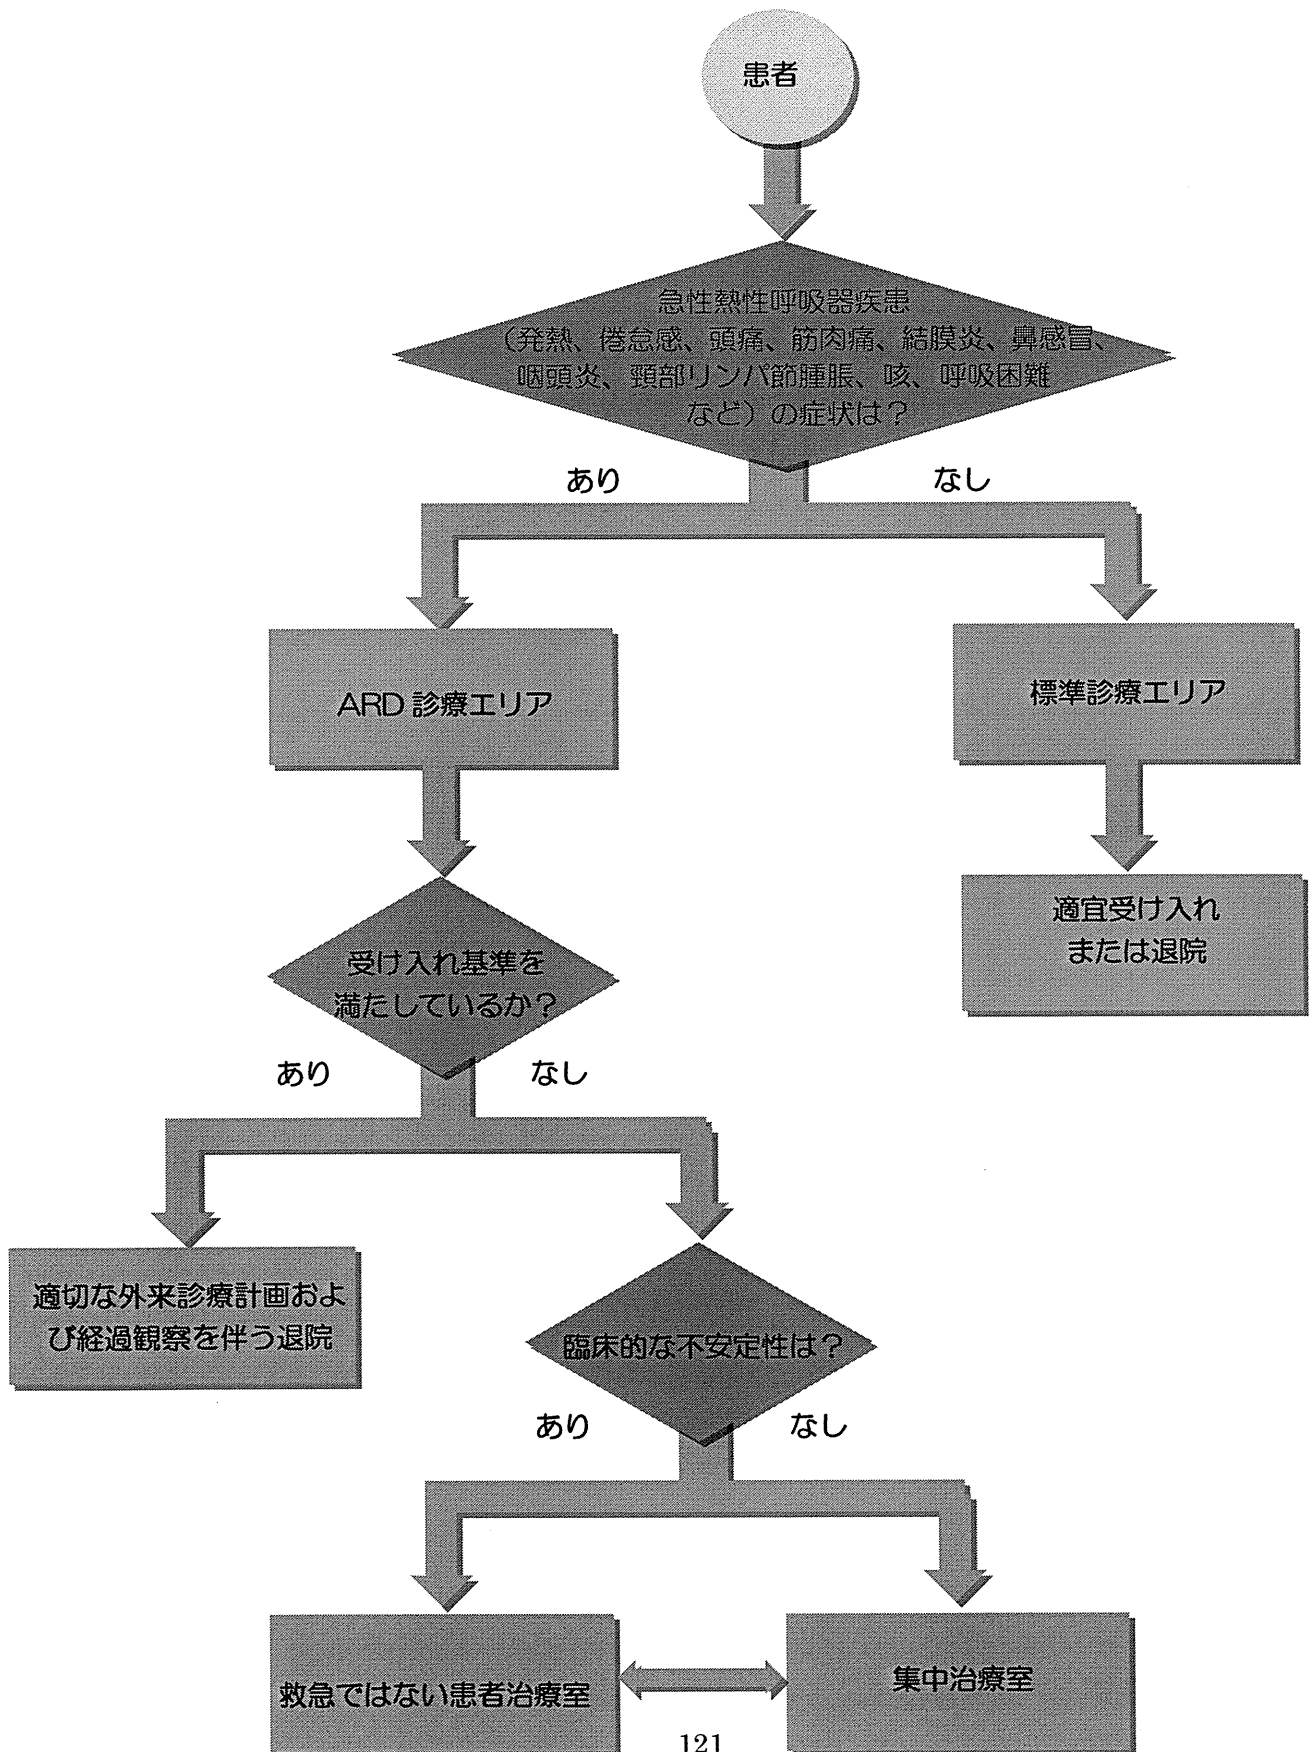 患者
急性熱性呼吸器疾患
(発熱、倦怠感、頭痛、筋肉痛、結膜炎、鼻感冒、
咽頭炎、頸部リンパ節腫脹、咳、呼吸困難
など)の症状は?
あり
なし
ARD 診療エリア
標準診療エリア
適宜受け入れ
または退院
受け入れ基準を
満たしているか?
あり
なし
適切な外来診療計画およ
び経過観察を伴う退院
臨床的な不安定性は?
あり
なし
救急ではない患者治療室
集中治療室
121